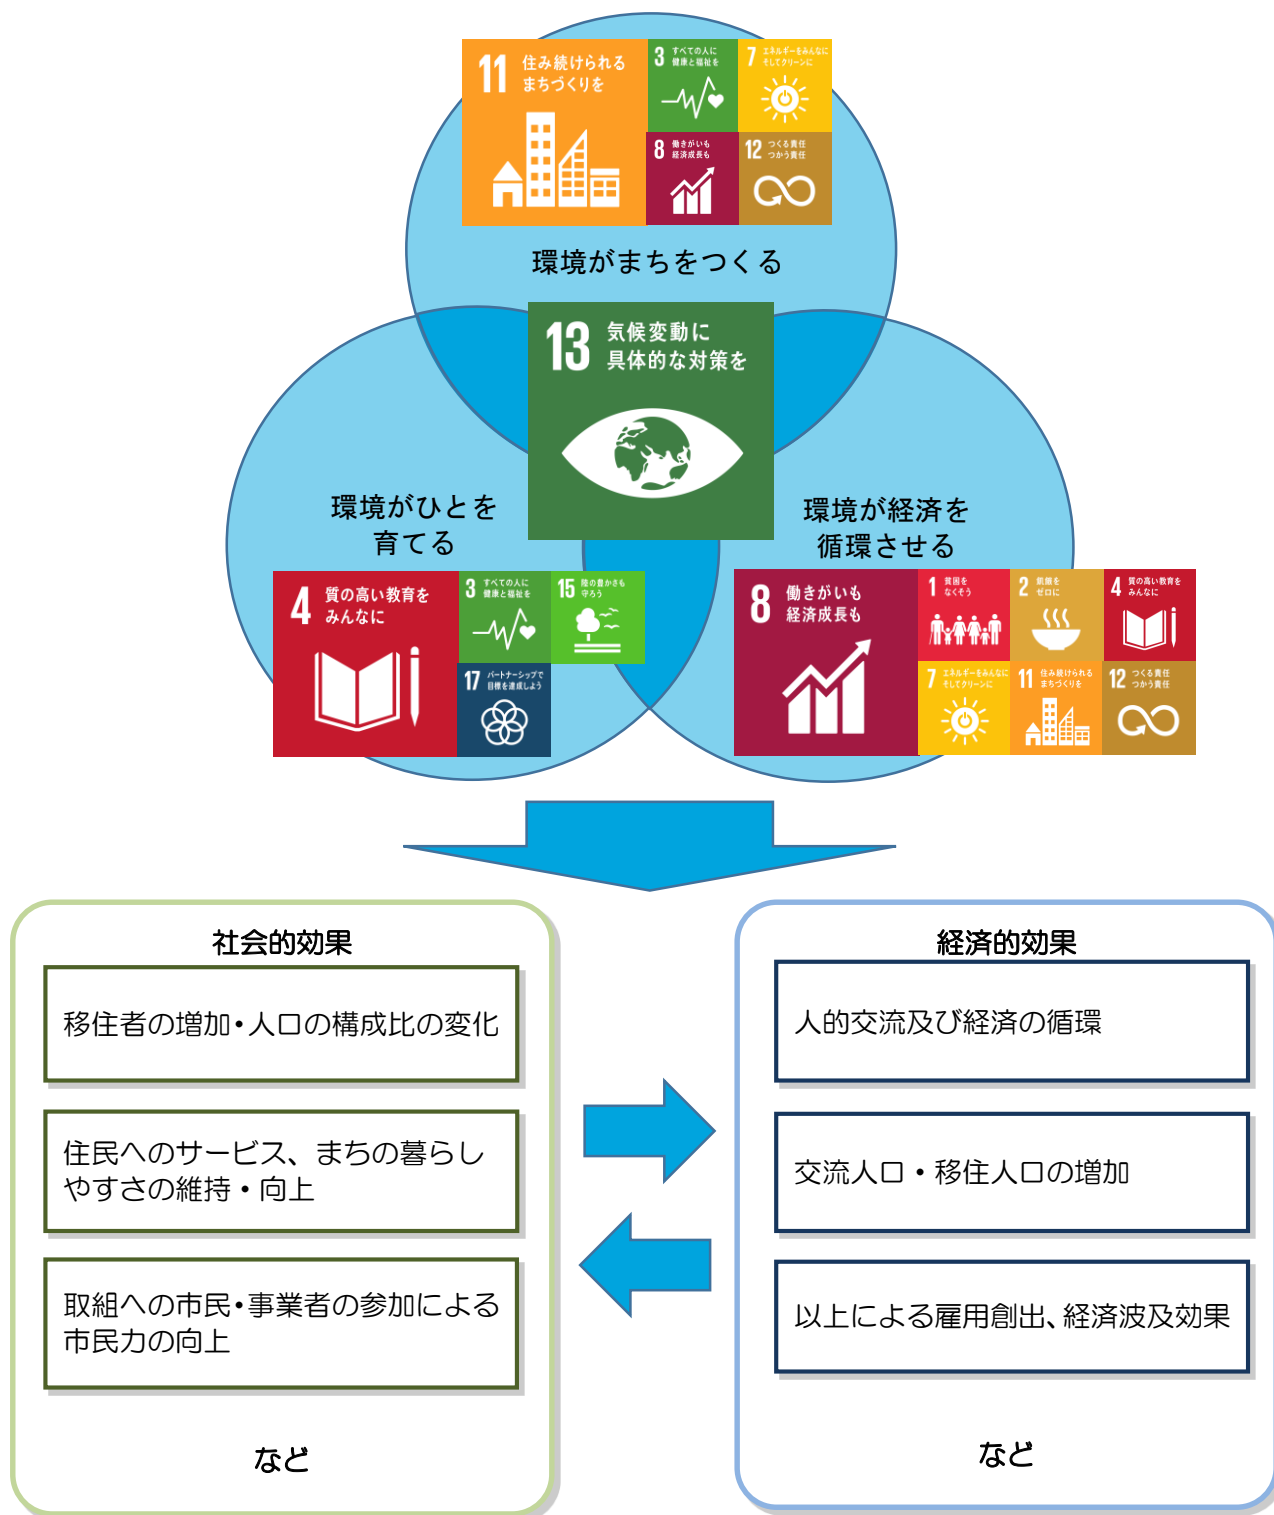 11 住み続けられる
まちづくりを
3 すべての人に
健康と福祉を
7 エネルギーをみんなに
そしてクリーンに
8 働きがいも
経済成長も
12 つくる責任
つかう責任
環境がまちをつくる
13 気候変動に
具体的な対策を
環境がひとを
育てる
4 質の高い教育を
みんなに
3 すべての人に
健康と福祉を
15 陸の豊かさも
守ろう
17 パートナーシップで
目標を達成しよう
環境が経済を
循環させる
8 働きがいも
経済成長も
1 貧困を
なくそう
2 飢餓を
ゼロに
4 質の高い教育を
みんなに
7 エネルギーをみんなに
そしてクリーンに
11 住み続けられる
まちづくりを
12 つくる責任
つかう責任
社会的効果
移住者の増加・人口の構成比の変化
住民へのサービス、まちの暮らし
やすさの維持・向上
取組への市民・事業者の参加による
市民力の向上
など
経済的効果
人的交流及び経済の循環
交流人口・移住人口の増加
以上による雇用創出、経済波及効果
など